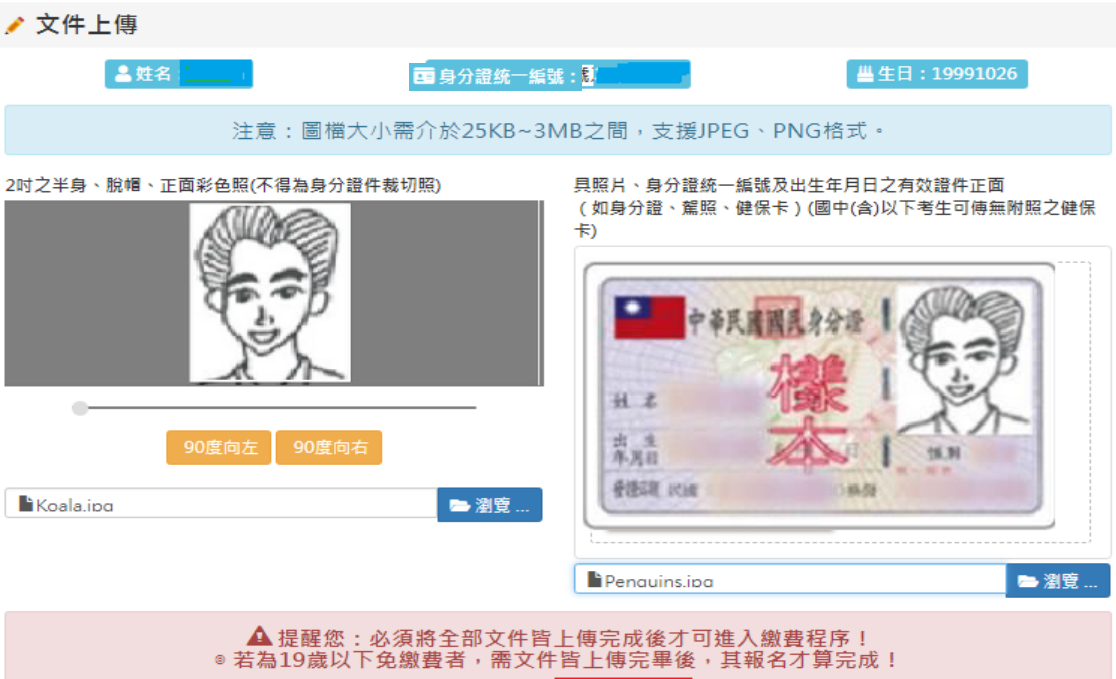 文件上傳
姓名：
身分證統一編號：
生日：19991026
注意：圖檔大小需介於25KB~3MB之間，支援JPEG、PNG格式。
2吋之半身、脫帽、正面彩色照(不得為身分證件裁切照)
具照片、身分證統一編號及出生年月日之有效證件正面
（如身分證、駕照、健保卡）(國中(含)以下考生可傳無附照之健保
卡)
中華民國國民身分證
樣本
姓名
出生
年月日
日
性別
發證日期 民國
換發
90度向左 90度向右
Koala.jpg
瀏覽 ...
Penguins.jpg
瀏覽 ...
提醒您：必須將全部文件皆上傳完成後才可進入繳費程序！
◎若為19歲以下免繳費者，需文件皆上傳完畢後，其報名才算完成！